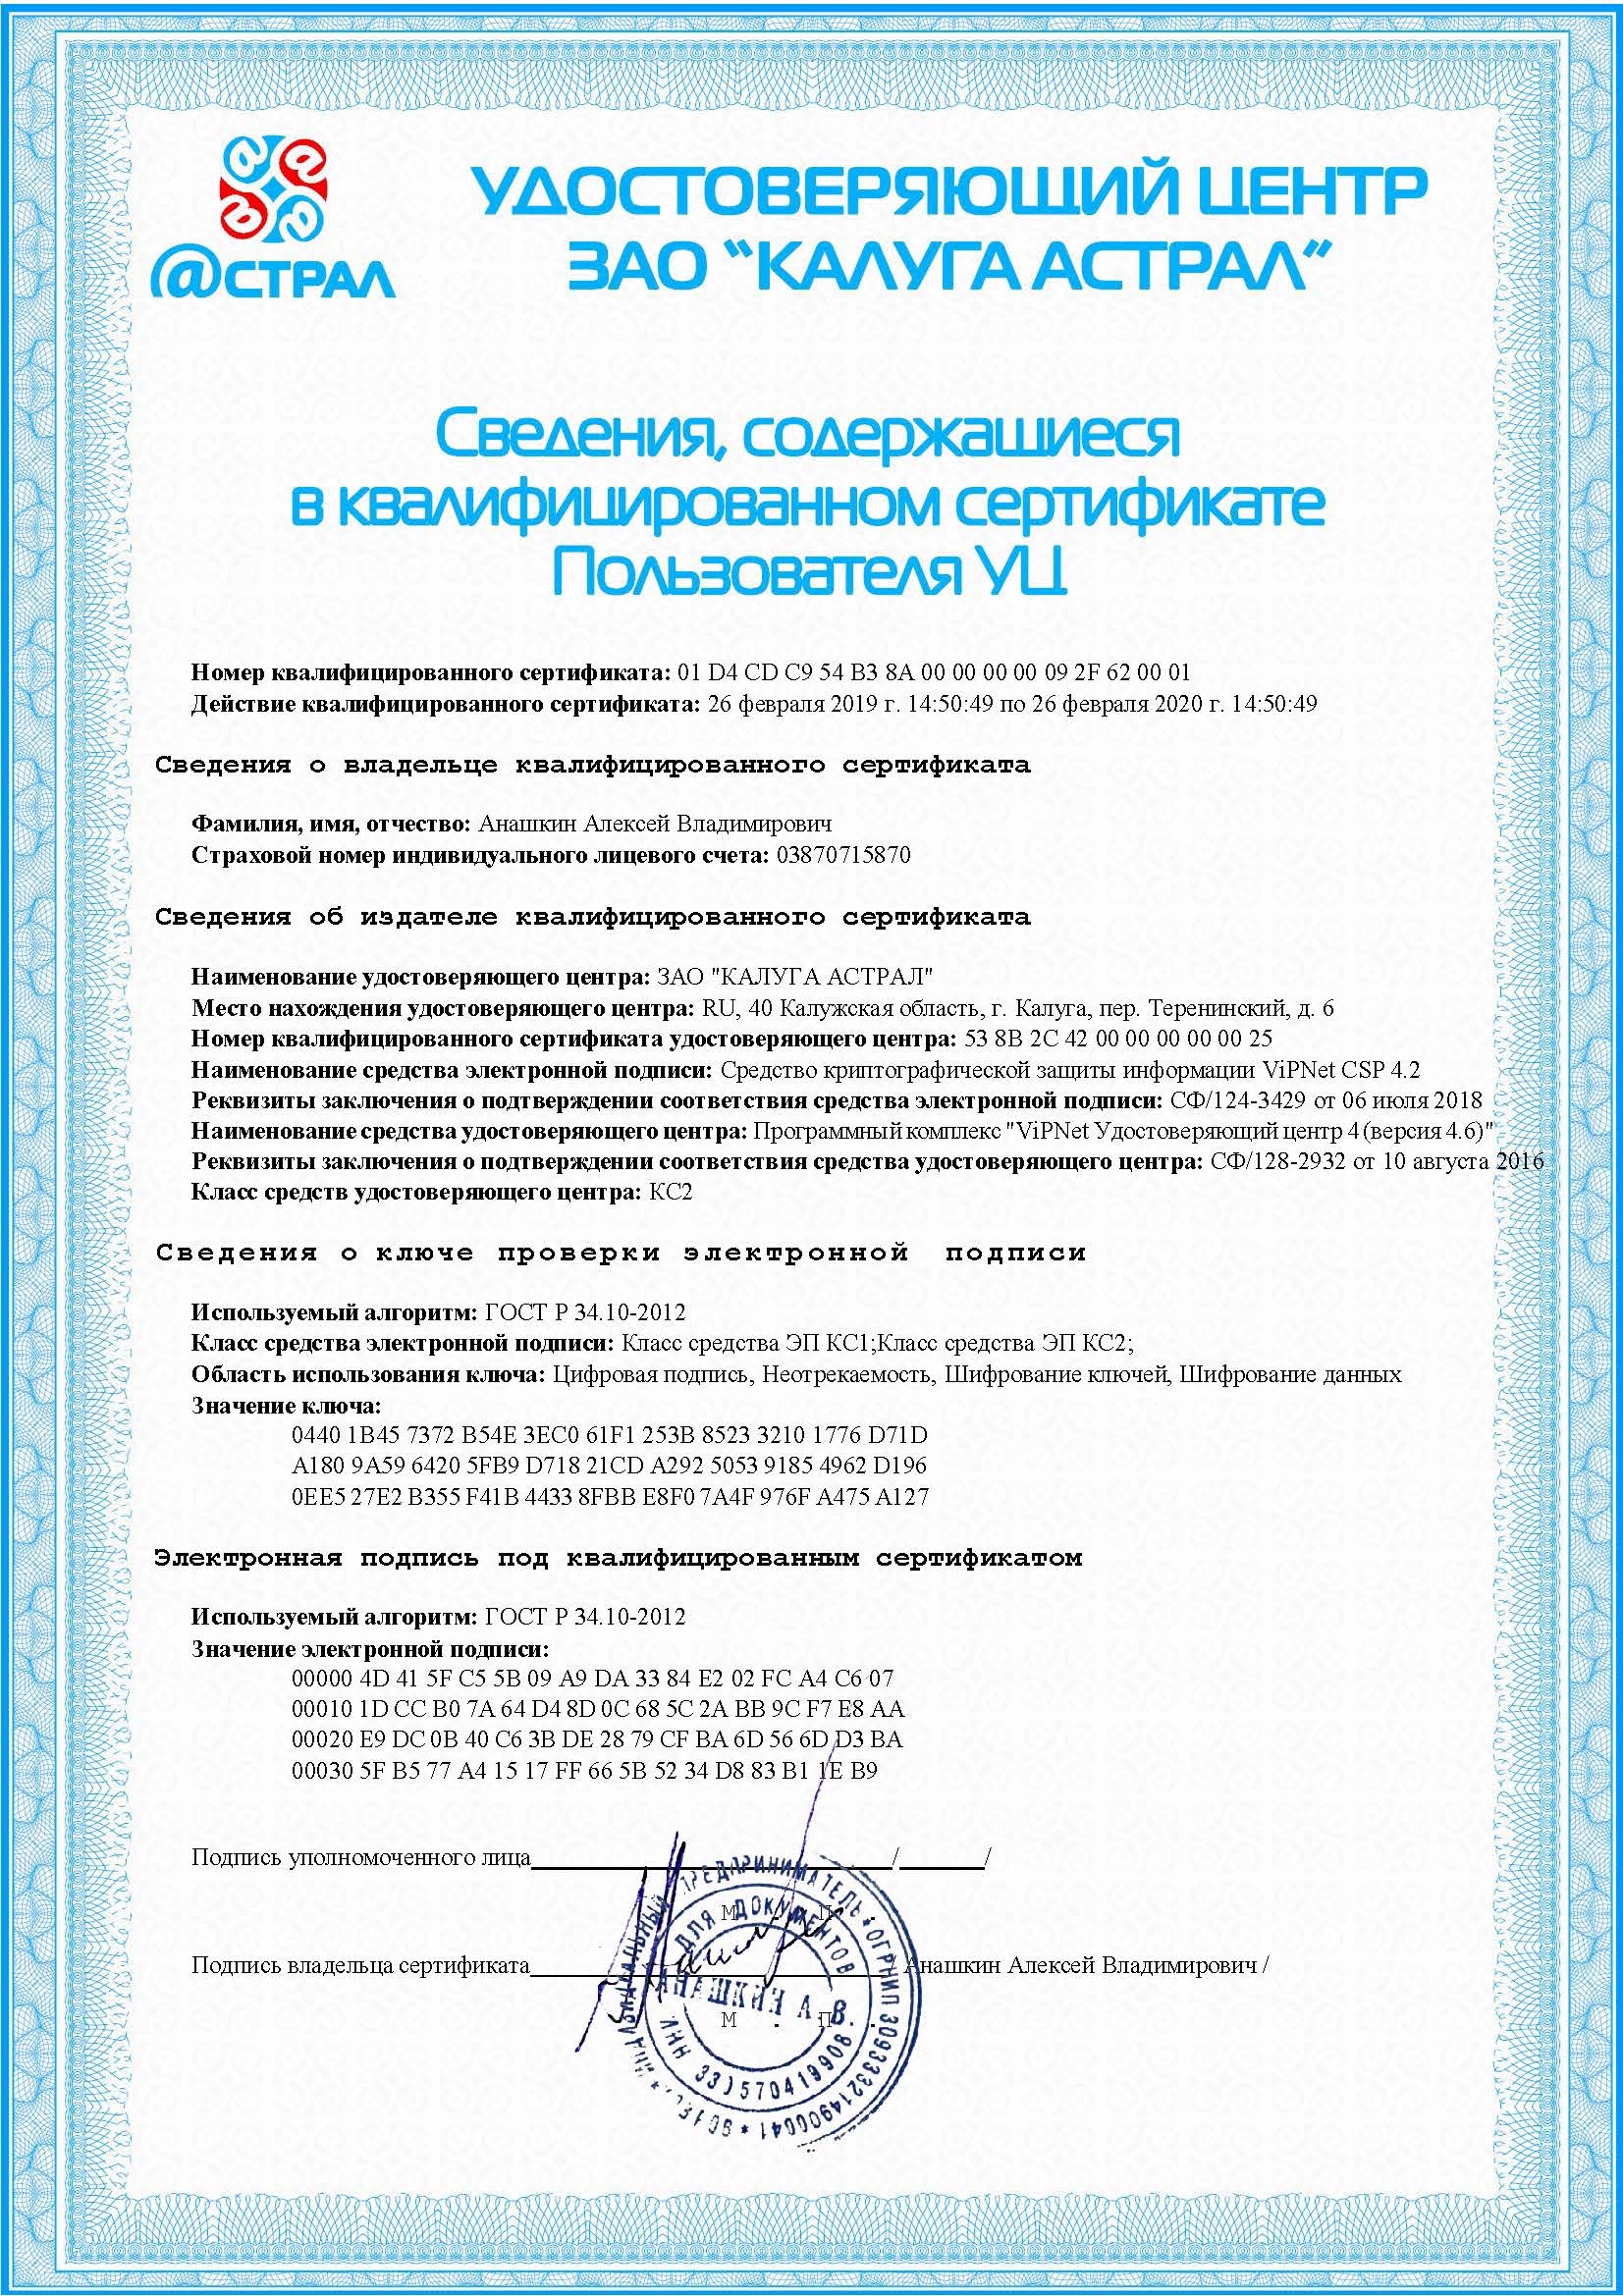 @СТРАЛ
УДОСТОВЕРЯЮЩИЙ ЦЕНТР
ЗАО “КАЛУГА АСТРАЛ”
Сведения, содержащиеся
в квалифицированном сертификате
Пользователя УЦ
Номер квалифицированного сертификата: 01 D4 CD C9 54 B3 8A 00 00 00 00 09 2F 62 00 01
Действие квалифицированного сертификата: 26 февраля 2019 г. 14:50:49 по 26 февраля 2020 г. 14:50:49
Сведения о владельце квалифицированного сертификата
Фамилия, имя, отчество: Анашкин Алексей Владимирович
Страховой номер индивидуального лицевого счета: 03870715870
Сведения об издателе квалифицированного сертификата
Наименование удостоверяющего центра: ЗАО "КАЛУГА АСТРАЛ"
Место нахождения удостоверяющего центра: RU, 40 Калужская область, г. Калуга, пер. Теренинский, д. 6
Номер квалифицированного сертификата удостоверяющего центра: 53 8B 2C 42 00 00 00 00 00 25
Наименование средства электронной подписи: Средство криптографической защиты информации ViPNet CSP 4.2
Реквизиты заключения о подтверждении соответствия средства электронной подписи: СФ/124-3429 от 06 июля 2018
Наименование средства удостоверяющего центра: Программный комплекс "ViPNet Удостоверяющий центр 4 (версия 4.6)"
Реквизиты заключения о подтверждении соответствия средства удостоверяющего центра: СФ/128-2932 от 10 августа 2016
Класс средств удостоверяющего центра: КС2
Сведения о ключе проверки электронной подписи
Используемый алгоритм: ГОСТ Р 34.10-2012
Класс средства электронной подписи: Класс средства ЭП КС1;Класс средства ЭП КС2;
Область использования ключа: Цифровая подпись, Неотрекаемость, Шифрование ключей, Шифрование данных
Значение ключа:
0440 1B45 7372 B54E 3EC0 61F1 253B 8523 3210 1776 D71D
A180 9A59 6420 5FB9 D718 21CD A292 5053 9185 4962 D196
0EE5 27E2 B355 F41B 4433 8FBB E8F0 7A4F 976F A475 A127
Электронная подпись под квалифицированным сертификатом
Используемый алгоритм: ГОСТ Р 34.10-2012
Значение электронной подписи:
00000 4D 41 5F C5 5B 09 A9 DA 33 84 E2 02 FC A4 C6 07
00010 1D CC B0 7A 64 D4 8D 0C 68 5C 2A BB 9C F7 E8 AA
00020 E9 DC 0B 40 C6 3B DE 28 79 CF BA 6D 56 6D D3 BA
00030 5F B5 77 A4 15 17 FF 66 5B 52 34 D8 83 B1 1E B9
Подпись уполномоченного лица ___ / ___ /
М . П .
Подпись владельца сертификата ___ Анашкин Алексей Владимирович /
М . П .
ПРЕДПРИНИМАТЕЛЬ * ОГРНИП 309333214900041 *
ДЛЯ ДОКУМЕНТОВ
АНАШКИН А. В.
ИНН